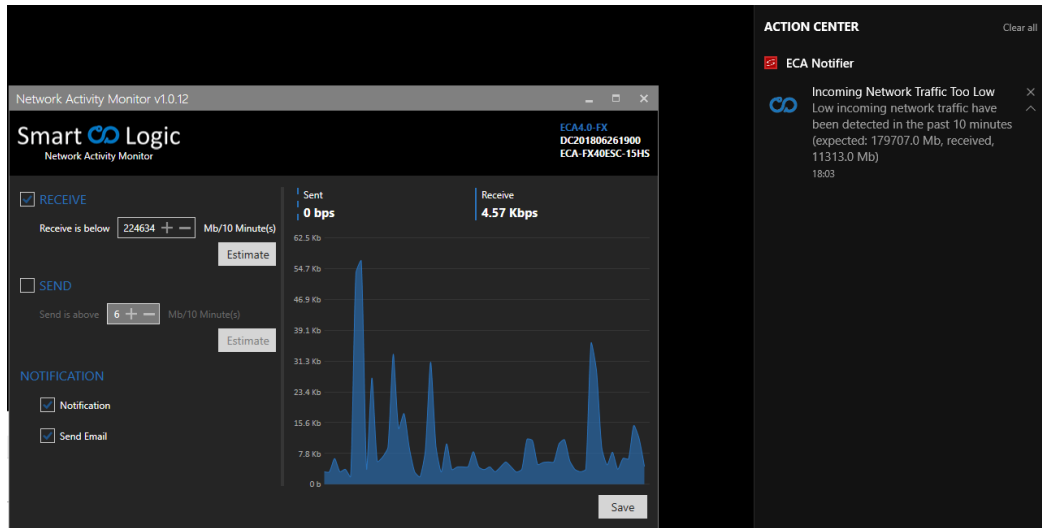 ACTION CENTER
Clear all
ECA Notifier
Incoming Network Traffic Too Low
Low incoming network traffic have
been detected in the past 10 minutes
(expected: 179707.0 Mb, received,
11313.0 Mb)
18:03
Network Activity Monitor v1.0.12
Smart Logic
Network Activity Monitor
ECA4.0-FX
DC201806261900
ECA-FX40ESC-15HS
RECEIVE
Receive is below 224634 + − Mb/10 Minute(s)
Estimate
SEND
Send is above 6 + − Mb/10 Minute(s)
Estimate
NOTIFICATION
Notification
Send Email
Sent
0 bps
Receive
4.57 Kbps
62.5 Kb
54.7 Kb
46.9 Kb
39.1 Kb
31.3 Kb
23.4 Kb
15.6 Kb
7.8 Kb
0 b
Save